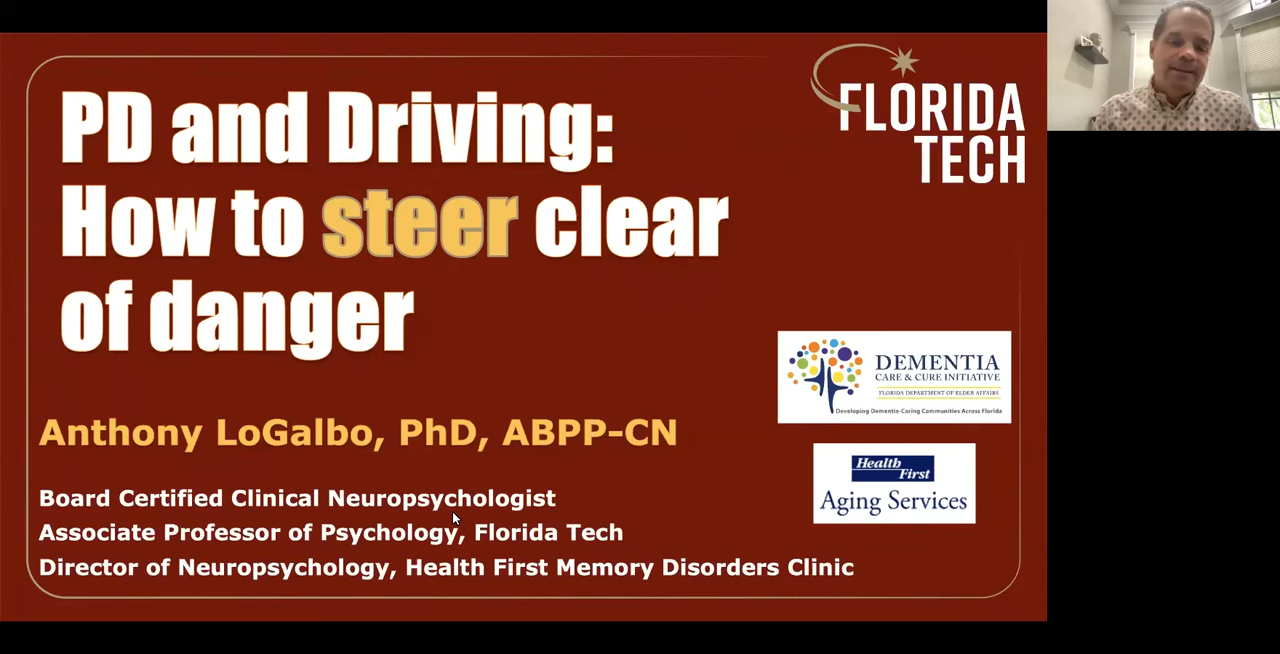 PD and Driving:
How to steer clear
of danger
FLORIDA
TECH
DEMENTIA
CARE & CURE INITIATIVE
FLORIDA DEPARTMENT OF ELDER AFFAIRS
Developing Dementia-Caring Communities Across Florida
Anthony LoGalbo, PhD, ABPP-CN
Health
First
Aging Services
Board Certified Clinical Neuropsychologist
Associate Professor of Psychology, Florida Tech
Director of Neuropsychology, Health First Memory Disorders Clinic